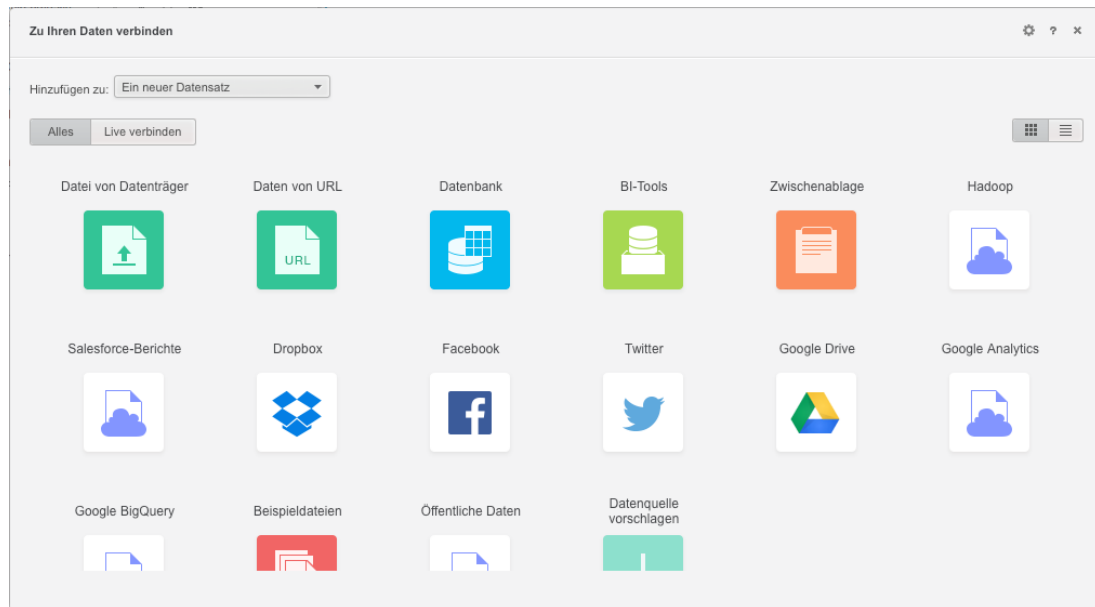 Zu Ihren Daten verbinden
?
Hinzufügen zu: Ein neuer Datensatz
Alles Live verbinden
Datei von Datenträger Daten von URL Datenbank BI-Tools Zwischenablage Hadoop
URL
Salesforce-Berichte Dropbox Facebook Twitter Google Drive Google Analytics
Google BigQuery Beispieldateien Öffentliche Daten Datenquelle
vorschlagen